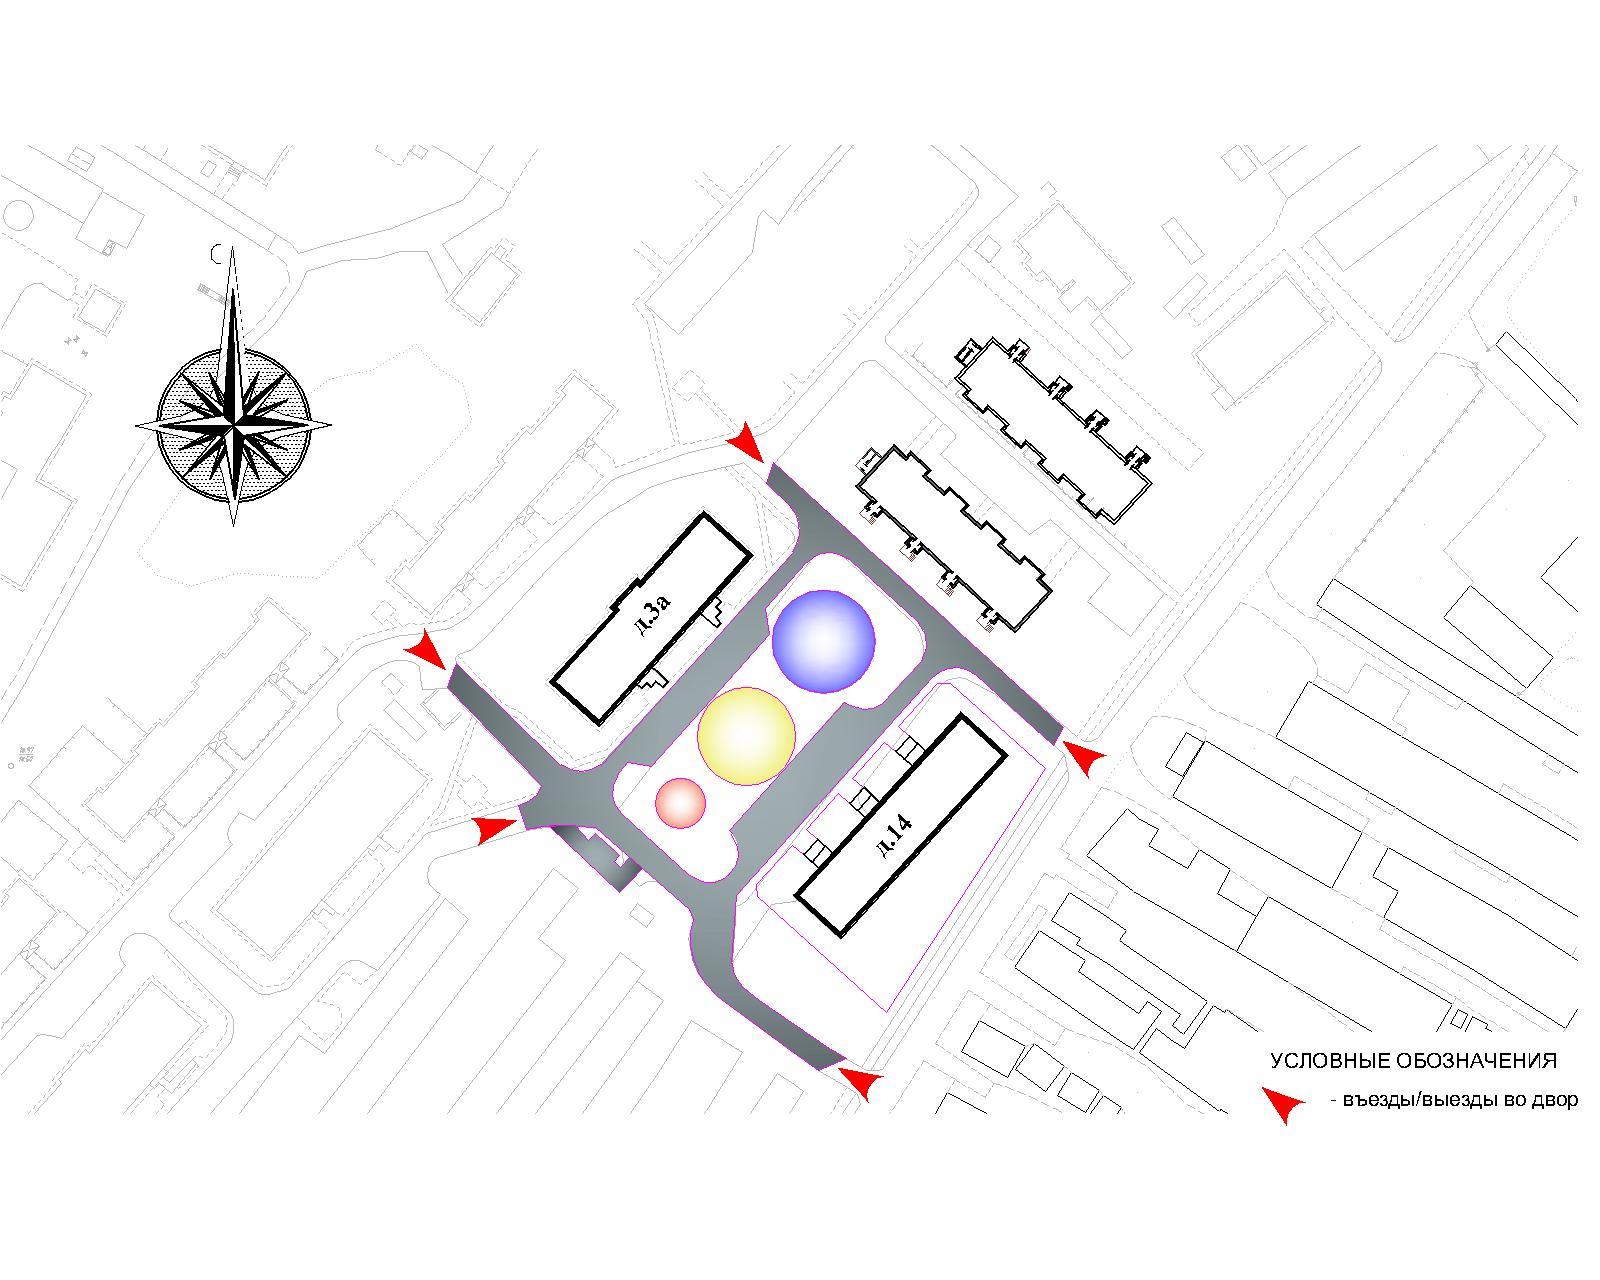 С
д.3а
д.14
УСЛОВНЫЕ ОБОЗНАЧЕНИЯ
- въезды/выезды во двор